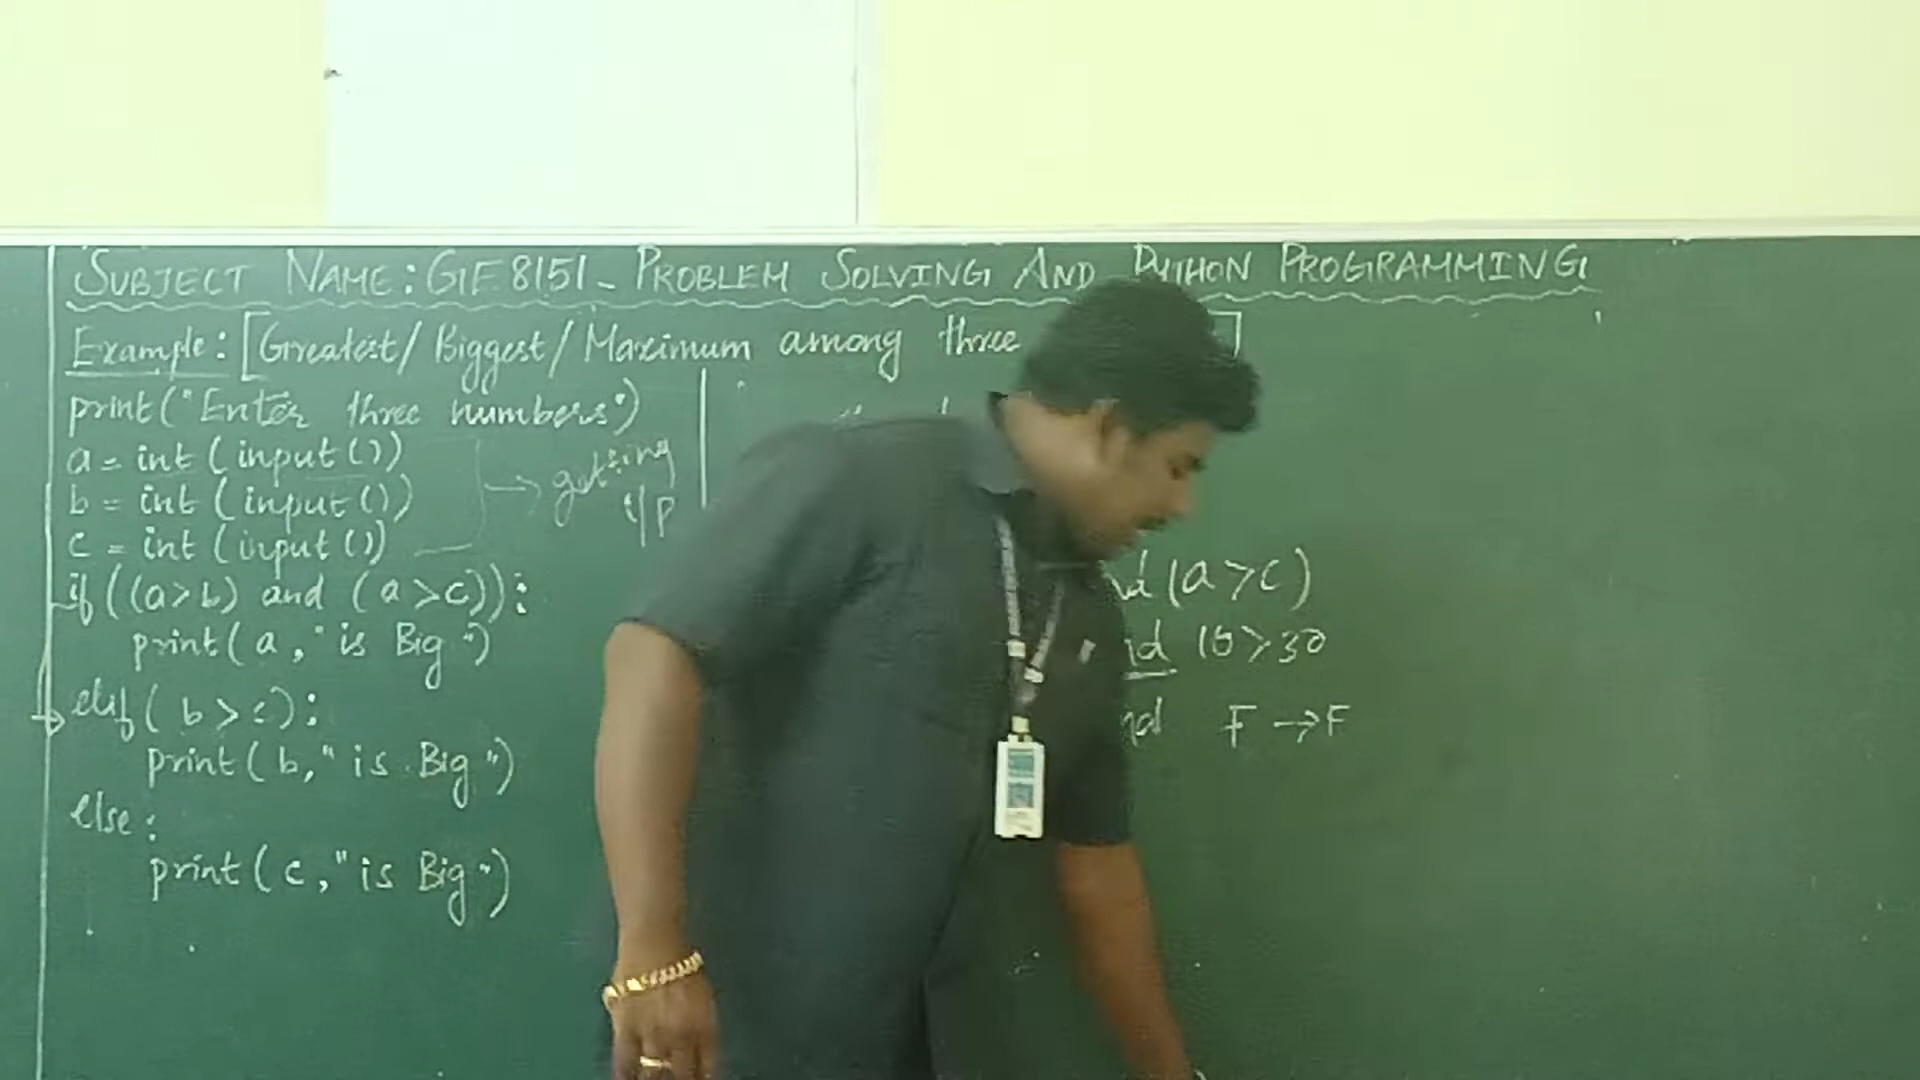 SUBJECT NAME: GE 8151 - PROBLEM SOLVING AND PYTHON PROGRAMMING
Example: [Greatest/ Biggest/ Maximum among three ]
print("Enter three numbers")
a = int (input ())
b = int (input ())
c = int (input ())
→ getting
i/p
if ((a>b) and (a>c)):
print( a, "is Big")
elif ( b > c):
print( b, " is Big ")
else:
print( c, "is Big")
(a > c)
10 > 30
F → F